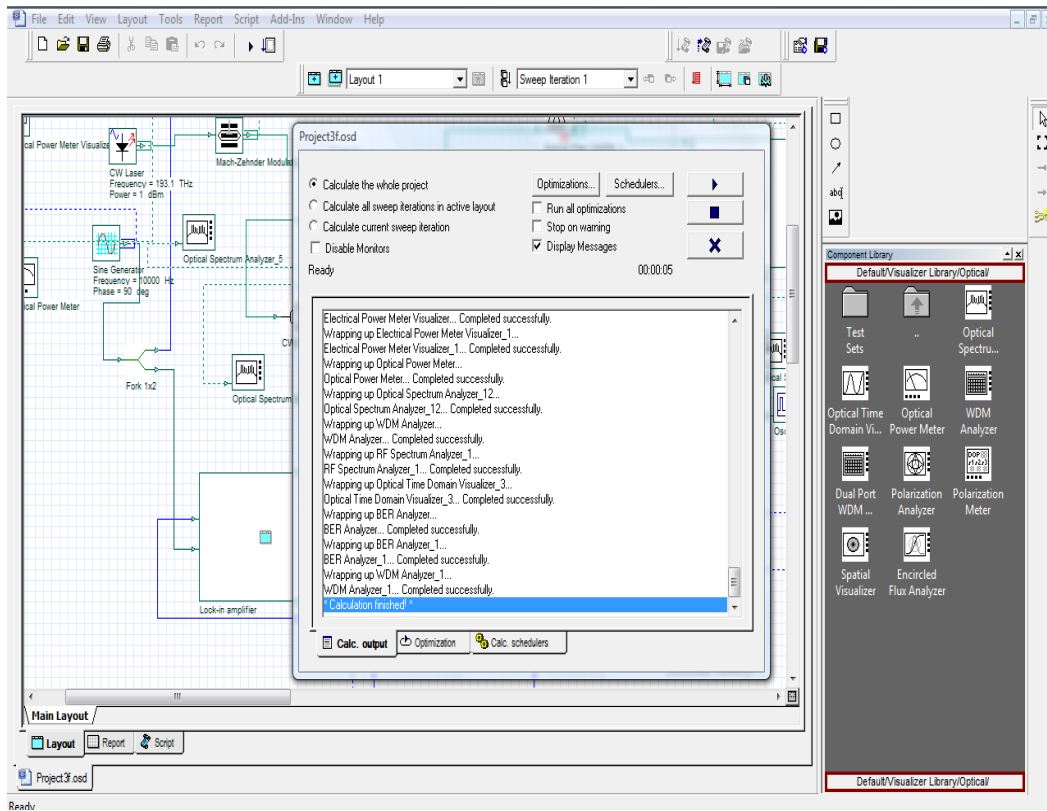 File Edit View Layout Tools Report Script Add-Ins Window Help
Layout 1
Sweep Iteration 1
cal Power Meter Visualize
CW Laser
Frequency = 193.1 THz
Power = 1 dBm
Mach-Zehnder Modula
Optical Spectrum Analyzer_5
Sine Generator
Frequency = 10000 Hz
Phase = 90 deg
ical Power Meter
Fork 1x2
Optical Spectrum
CW
Lock-in amplifier
cal S
Osc
Project3f.osd
Calculate the whole project
Calculate all sweep iterations in active layout
Calculate current sweep iteration
Disable Monitors
Optimizations... Schedulers...
Run all optimizations
Stop on warning
Display Messages
Ready 00:00:05
Electrical Power Meter Visualizer... Completed successfully.
Wrapping up Electrical Power Meter Visualizer_1...
Electrical Power Meter Visualizer_1... Completed successfully.
Wrapping up Optical Power Meter...
Optical Power Meter... Completed successfully.
Wrapping up Optical Spectrum Analyzer_12...
Optical Spectrum Analyzer_12... Completed successfully.
Wrapping up WDM Analyzer...
WDM Analyzer... Completed successfully.
Wrapping up RF Spectrum Analyzer_1...
RF Spectrum Analyzer_1... Completed successfully.
Wrapping up Optical Time Domain Visualizer_3...
Optical Time Domain Visualizer_3... Completed successfully.
Wrapping up BER Analyzer...
BER Analyzer... Completed successfully.
Wrapping up BER Analyzer_1...
BER Analyzer_1... Completed successfully.
Wrapping up WDM Analyzer_1...
WDM Analyzer_1... Completed successfully.
* Calculation finished! *
Calc. output Optimization Calc. schedulers
Main Layout
Layout Report Script
Project3f.osd
Ready
abc
Component Library
Default/Visualizer Library/Optical/
Test Sets
..
Optical Spectru...
Optical Time Domain Vi...
Optical Power Meter
WDM Analyzer
Dual Port WDM ...
Polarization Analyzer
DOP
Polarization Meter
Spatial Visualizer
Encircled Flux Analyzer
Default/Visualizer Library/Optical/